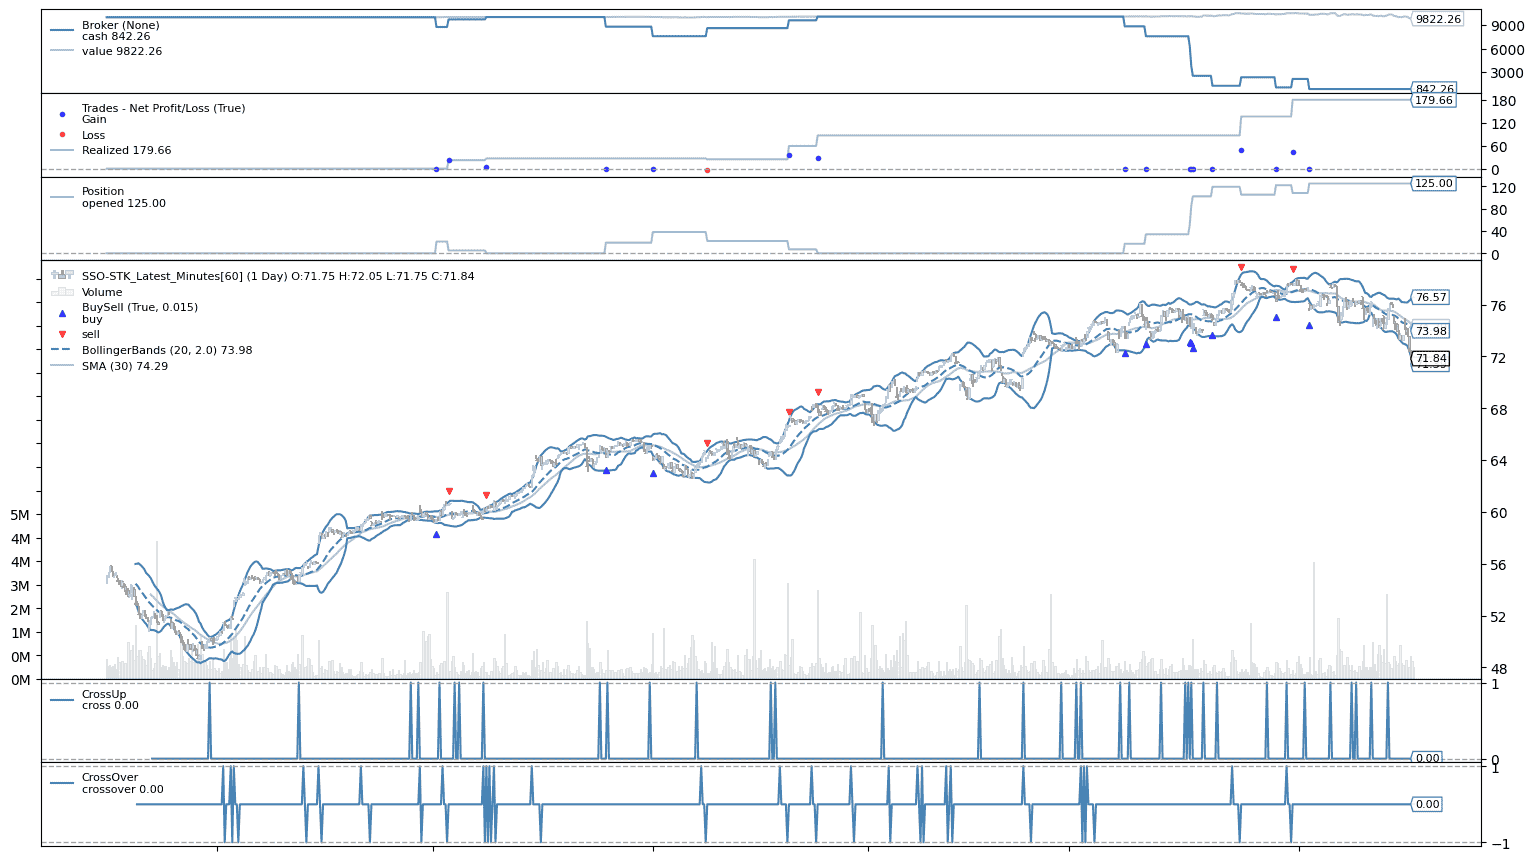 Broker (None)
cash 842.26
value 9822.26
9822.26
9000
6000
3000
842.26
Trades - Net Profit/Loss (True)
Gain
Loss
Realized 179.66
179.66
180
120
60
0
Position
opened 125.00
125.00
120
80
40
0
SSO-STK_Latest_Minutes[60] (1 Day) O:71.75 H:72.05 L:71.75 C:71.84
Volume
BuySell (True, 0.015)
buy
sell
BollingerBands (20, 2.0) 73.98
SMA (30) 74.29
76.57
76
73.98
72
71.84
68
64
60
56
52
48
5M
4M
4M
3M
2M
1M
0M
0M
CrossUp
cross 0.00
1
0.00
0
CrossOver
crossover 0.00
1
0.00
−1